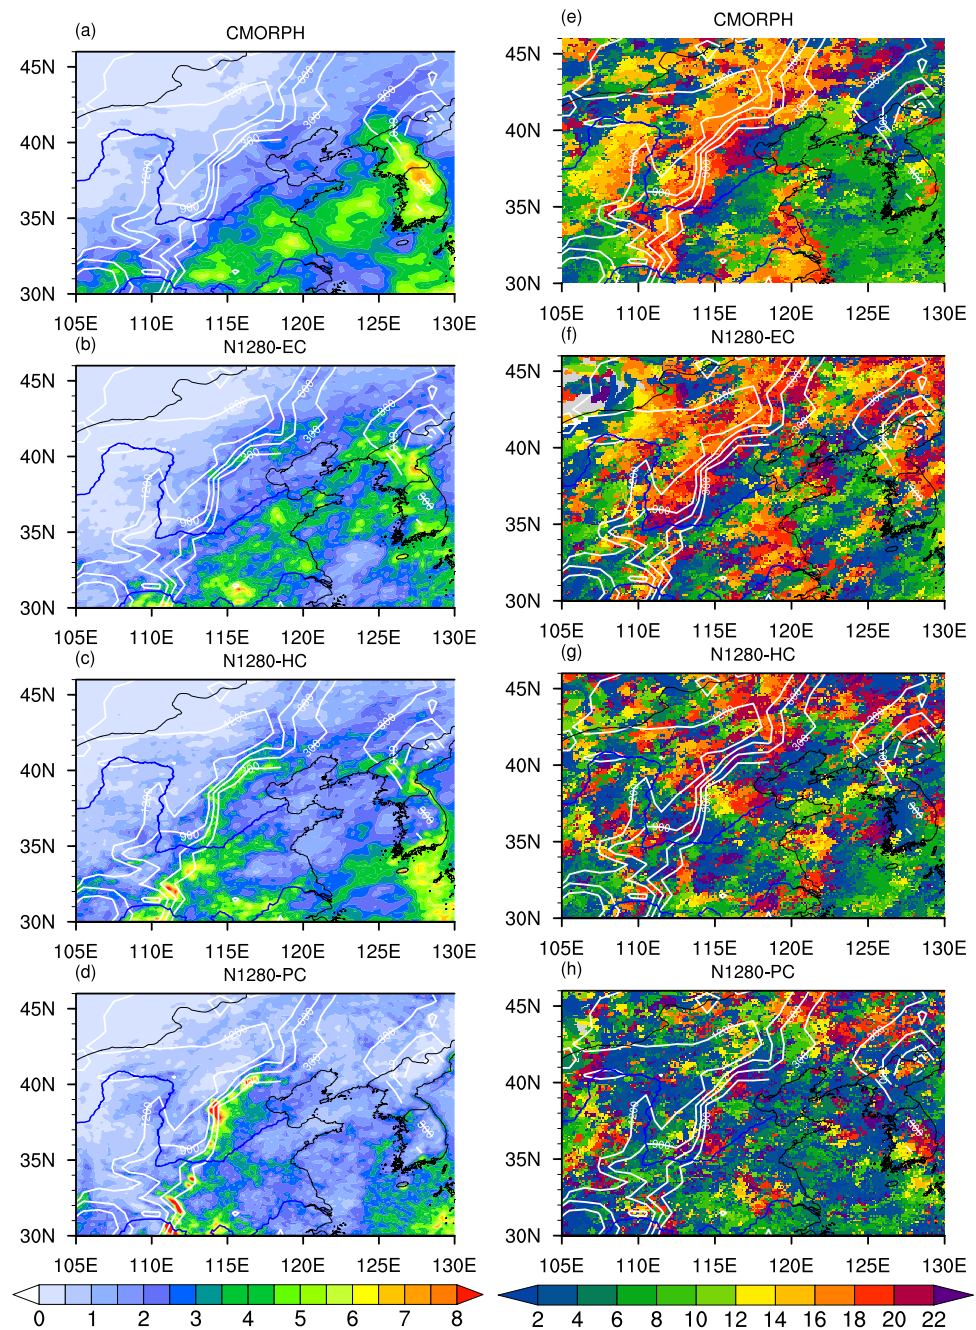 (a)
CMORPH
45N
40N
35N
30N
105E 110E 115E 120E 125E 130E
(b)
N1280-EC
45N
40N
35N
30N
105E 110E 115E 120E 125E 130E
(c)
N1280-HC
45N
40N
35N
30N
105E 110E 115E 120E 125E 130E
(d)
N1280-PC
45N
40N
35N
30N
105E 110E 115E 120E 125E 130E
0 1 2 3 4 5 6 7 8
(e)
CMORPH
45N
40N
35N
30N
105E 110E 115E 120E 125E 130E
(f)
N1280-EC
45N
40N
35N
30N
105E 110E 115E 120E 125E 130E
(g)
N1280-HC
45N
40N
35N
30N
105E 110E 115E 120E 125E 130E
(h)
N1280-PC
45N
40N
35N
30N
105E 110E 115E 120E 125E 130E
2 4 6 8 10 12 14 16 18 20 22